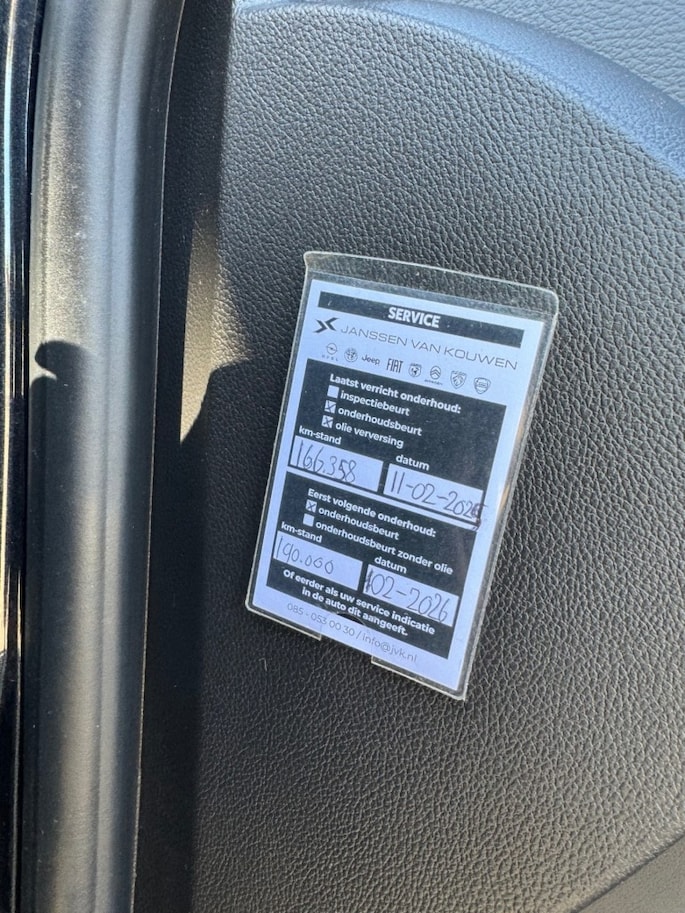 SERVICE
JANSSEN VAN KOUWEN
OPEL Jeep FIAT
Laatst verricht onderhoud:
inspectiebeurt
onderhoudsbeurt
olie verversing
km-stand datum
166.358 11-02-2025
Eerst volgende onderhoud:
onderhoudsbeurt
onderhoudsbeurt zonder olie
km-stand datum
190.000 02-2026
Of eerder als uw service indicatie
in de auto dit aangeeft.
085 - 053 00 30 / info@jvk.nl